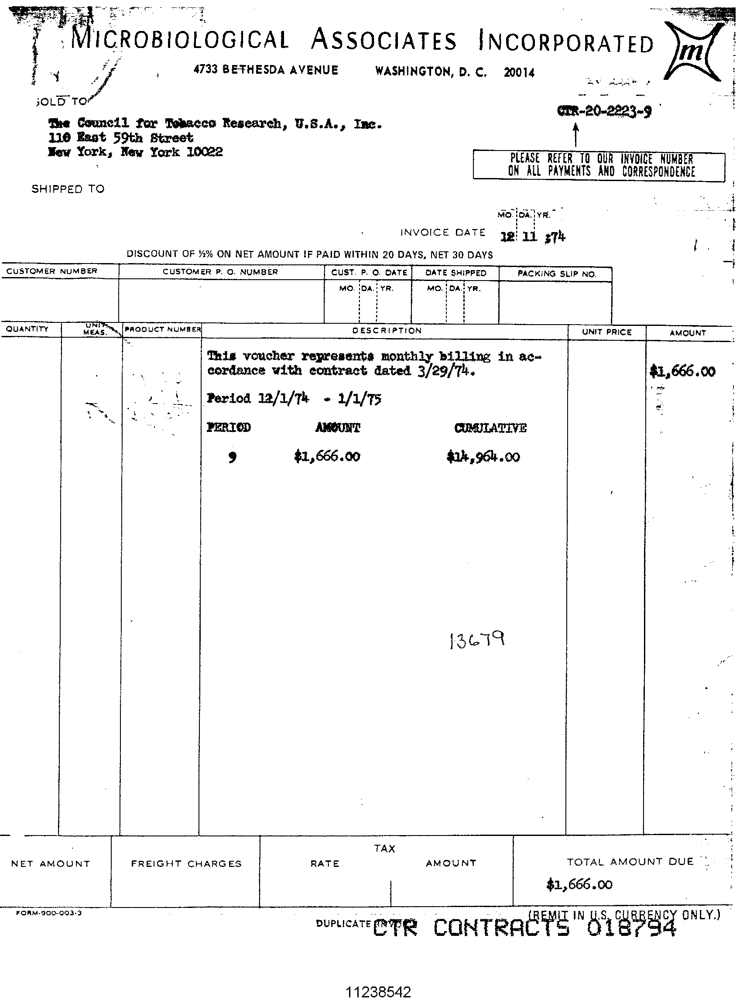 MICROBIOLOGICAL ASSOCIATES INCORPORATED
m
4733 BETHESDA AVENUE WASHINGTON, D. C. 20014
SOLD TO
The Council for Tobacco Research, U.S.A., Inc.
110 East 59th Street
New York, New York 10022
CTR-20-2223-9
PLEASE REFER TO OUR INVOICE NUMBER
ON ALL PAYMENTS AND CORRESPONDENCE
SHIPPED TO
MO. DA. YR.
INVOICE DATE 12 11 74
DISCOUNT OF ½% ON NET AMOUNT IF PAID WITHIN 20 DAYS, NET 30 DAYS
CUSTOMER NUMBER CUSTOMER P. O. NUMBER CUST. P. O. DATE DATE SHIPPED PACKING SLIP NO.
MO. DA. YR. MO. DA. YR.
QUANTITY UNIT MEAS. PRODUCT NUMBER DESCRIPTION UNIT PRICE AMOUNT
This voucher represents monthly billing in ac-
cordance with contract dated 3/29/74. $1,666.00
Period 12/1/74 - 1/1/75
PERIOD AMOUNT CUMULATIVE
9 $1,666.00 $14,964.00
13679
TAX
NET AMOUNT FREIGHT CHARGES RATE AMOUNT TOTAL AMOUNT DUE
$1,666.00
FORM-900-003-3
(REMIT IN U.S. CURRENCY ONLY.)
DUPLICATE
CTR CONTRACTS 018794
11238542